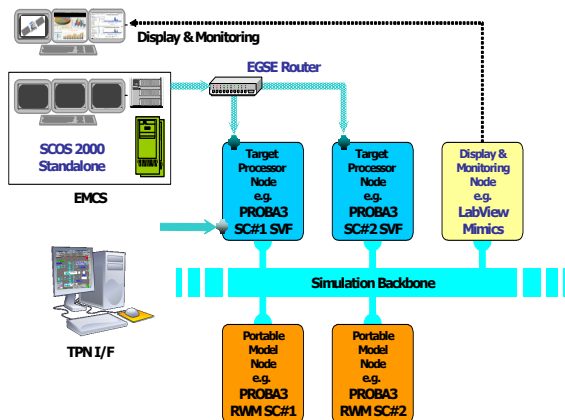 Display & Monitoring
EGSE Router
SCOS 2000
Standalone
EMCS
Target
Processor
Node
e.g.
PROBA3
SC#1 SVF
Target
Processor
Node
e.g.
PROBA3
SC#2 SVF
Display &
Monitoring
Node
e.g.
LabView
Mimics
Simulation Backbone
TPN I/F
Portable
Model
Node
e.g.
PROBA3
RWM SC#1
Portable
Model
Node
e.g.
PROBA3
RWM SC#2